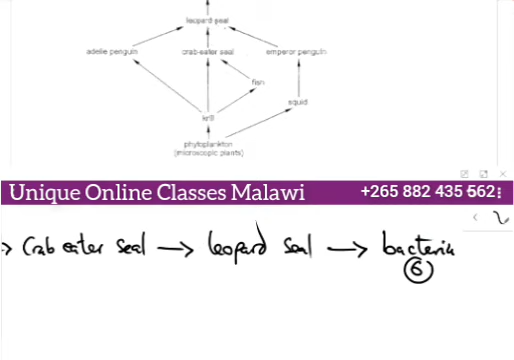 leopard seal
adelie penguin crab-eater seal emperor penguin
fish
squid
krill
phytoplankton
(microscopic plants)
Unique Online Classes Malawi +265 882 435 562
→ Crab eater seal → leopard seal → bacteria
6